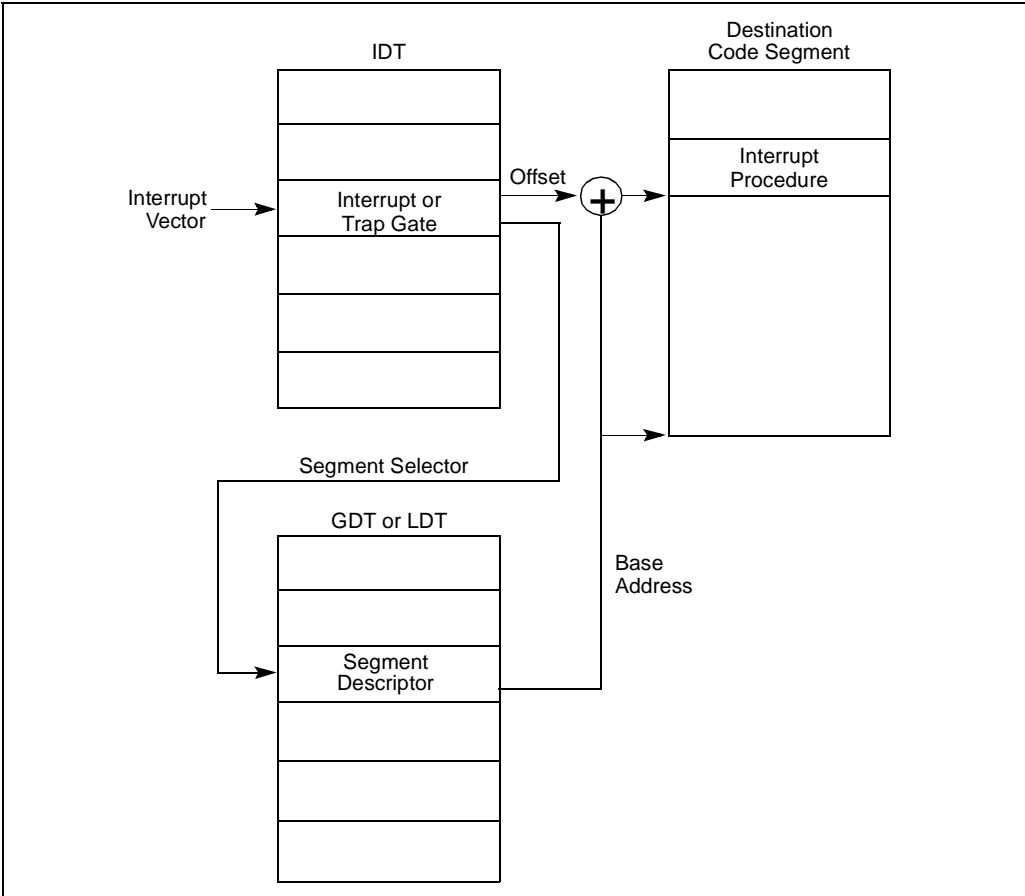 Destination
Code Segment
IDT
Interrupt
Procedure
Offset
+
Interrupt
Vector
Interrupt or
Trap Gate
Segment Selector
GDT or LDT
Base
Address
Segment
Descriptor